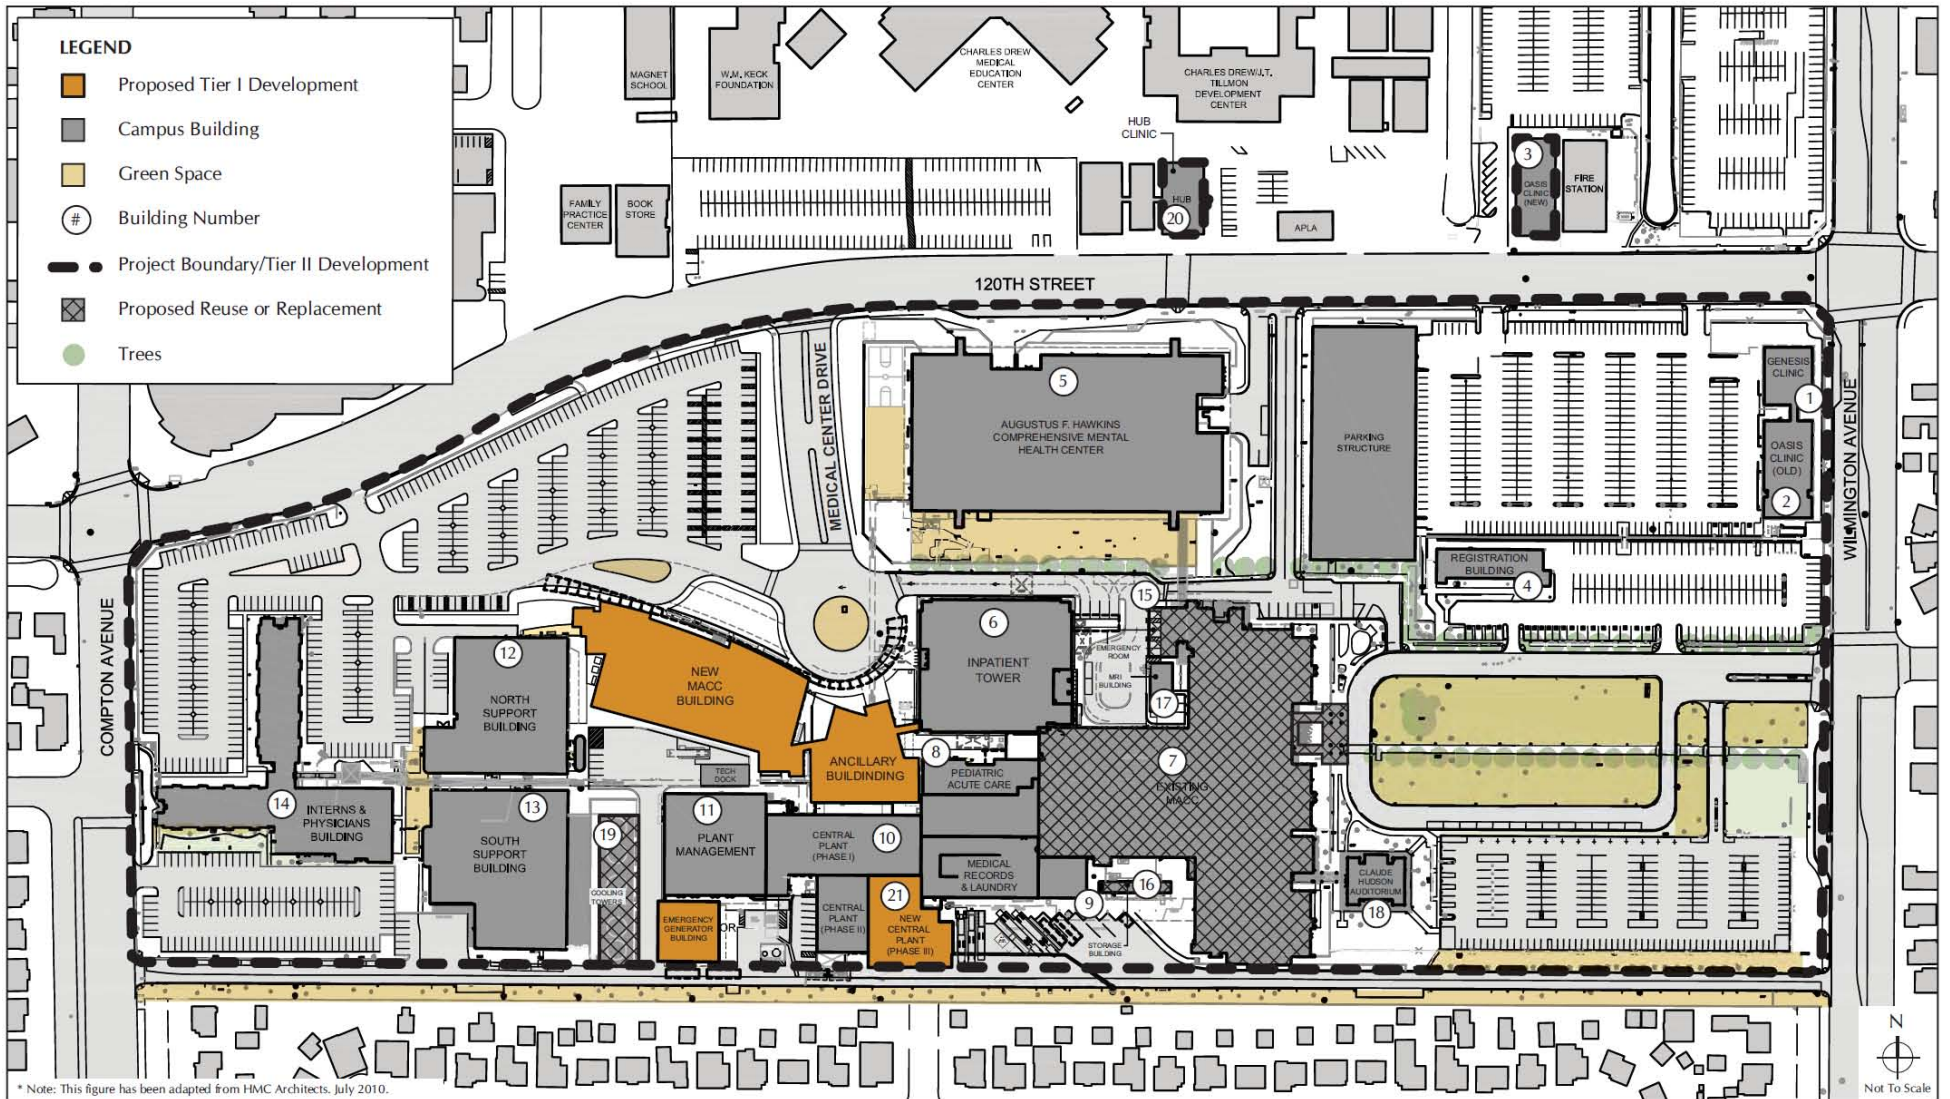 LEGEND
Proposed Tier I Development
Campus Building
Green Space
#
Building Number
Project Boundary/Tier II Development
Proposed Reuse or Replacement
Trees
MAGNET
SCHOOL
W.M. KECK
FOUNDATION
CHARLES DREW
MEDICAL
EDUCATION
CENTER
CHARLES DREW/J.T.
TILLMON
DEVELOPMENT
CENTER
HUB
CLINIC
HUB
20
3
OASIS
CLINIC
(NEW)
FIRE
STATION
FAMILY
PRACTICE
CENTER
BOOK
STORE
APLA
120TH STREET
MEDICAL CENTER DRIVE
5
AUGUSTUS F. HAWKINS
COMPREHENSIVE MENTAL
HEALTH CENTER
PARKING
STRUCTURE
GENESIS
CLINIC
1
OASIS
CLINIC
(OLD)
2
WILMINGTON AVENUE
REGISTRATION
BUILDING
4
COMPTON AVENUE
12
NORTH
SUPPORT
BUILDING
NEW
MACC
BUILDING
6
INPATIENT
TOWER
15
EMERGENCY
ROOM
MRI
BUILDING
17
ANCILLARY
BUILDINDING
TECH
DOCK
8
PEDIATRIC
ACUTE CARE
7
EXISTING
MACC
14
INTERNS &
PHYSICIANS
BUILDING
13
SOUTH
SUPPORT
BUILDING
19
COOLING
TOWERS
11
PLANT
MANAGEMENT
10
CENTRAL
PLANT
(PHASE I)
MEDICAL
RECORDS
& LAUNDRY
16
9
STORAGE
BUILDING
CLAUDE
HUDSON
AUDITORIUM
18
EMERGENCY
GENERATOR
BUILDING
OR
CENTRAL
PLANT
(PHASE II)
21
NEW
CENTRAL
PLANT
(PHASE III)
N
Not To Scale
* Note: This figure has been adapted from HMC Architects. July 2010.